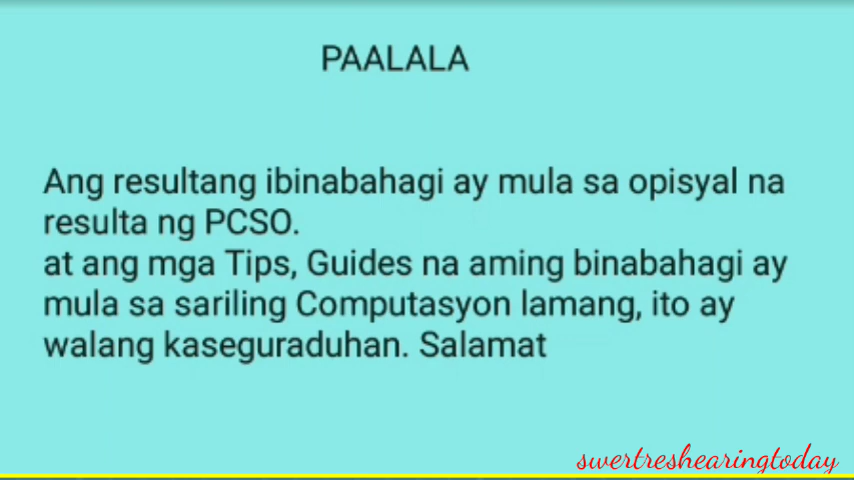 PAALALA
Ang resultang ibinabahagi ay mula sa opisyal na
resulta ng PCSO.
at ang mga Tips, Guides na aming binabahagi ay
mula sa sariling Computasyon lamang, ito ay
walang kaseguraduhan. Salamat
swertreshearingtoday